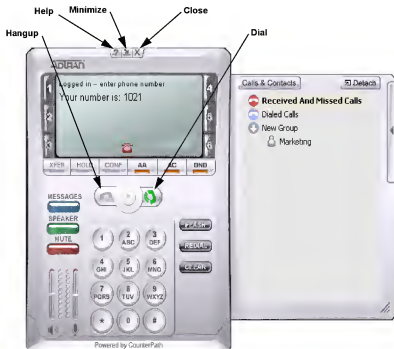 Help
Minimize
Close
Hangup
Dial
? X X
ADTRAN
Logged in – enter phone number
Your number is: 1021
1
2
3
4
5
6
XFER HOLD CONF AA AC DND
MESSAGES
SPEAKER
MUTE
FLASH
REDIAL
CLEAR
1
2 ABC
3 DEF
4 GHI
5 JKL
6 MNO
7 PQRS
8 TUV
9 WXYZ
*
0
#
Powered by CounterPath
Calls & Contacts
Detach
Received And Missed Calls
Dialed Calls
New Group
Marketing